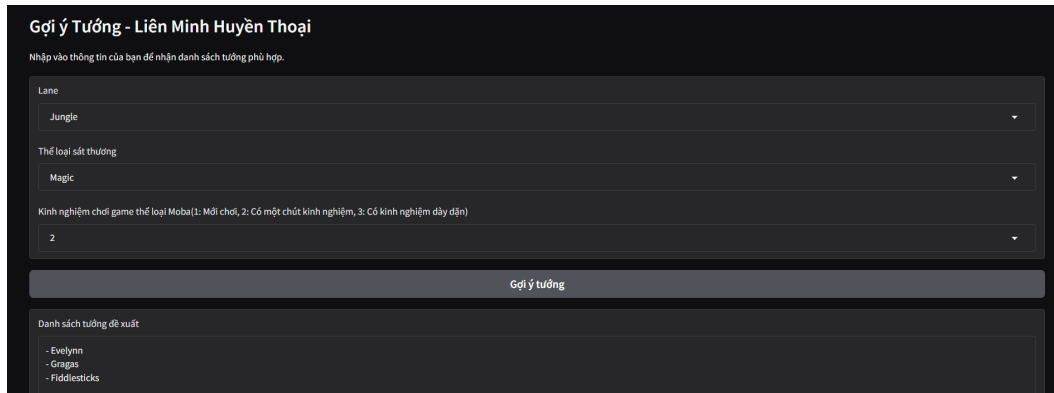 Gợi ý Tướng - Liên Minh Huyền Thoại
Nhập vào thông tin của bạn để nhận danh sách tướng phù hợp.
Lane
Jungle
Thể loại sát thương
Magic
Kinh nghiệm chơi game thể loại Moba(1: Mới chơi, 2: Có một chút kinh nghiệm, 3: Có kinh nghiệm dày dặn)
2
Gợi ý tướng
Danh sách tướng đề xuất
- Evelynn
- Gragas
- Fiddlesticks